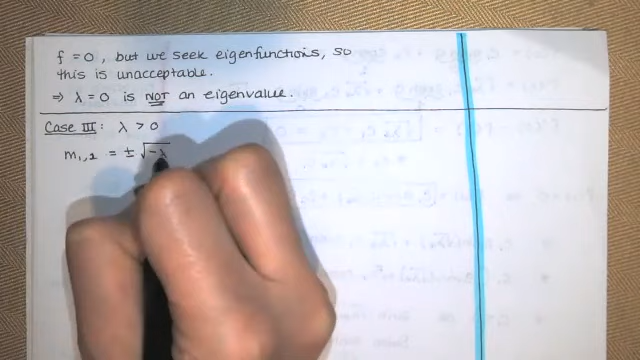 f = 0, but we seek eigenfunctions, so
this is unacceptable.
⇒ λ = 0 is NOT an eigenvalue.
Case III: λ > 0
m₁,₂ = ± √-λ